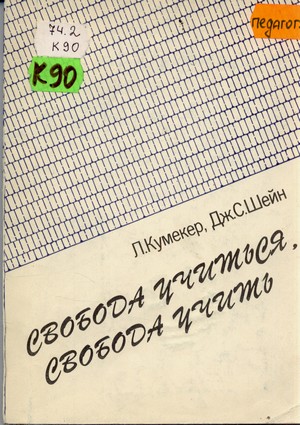 74.2
К90
К90
педагог.
Л.Кумекер, Дж.С.Шейн
СВОБОДА УЧИТЬСЯ,
СВОБОДА УЧИТЬ